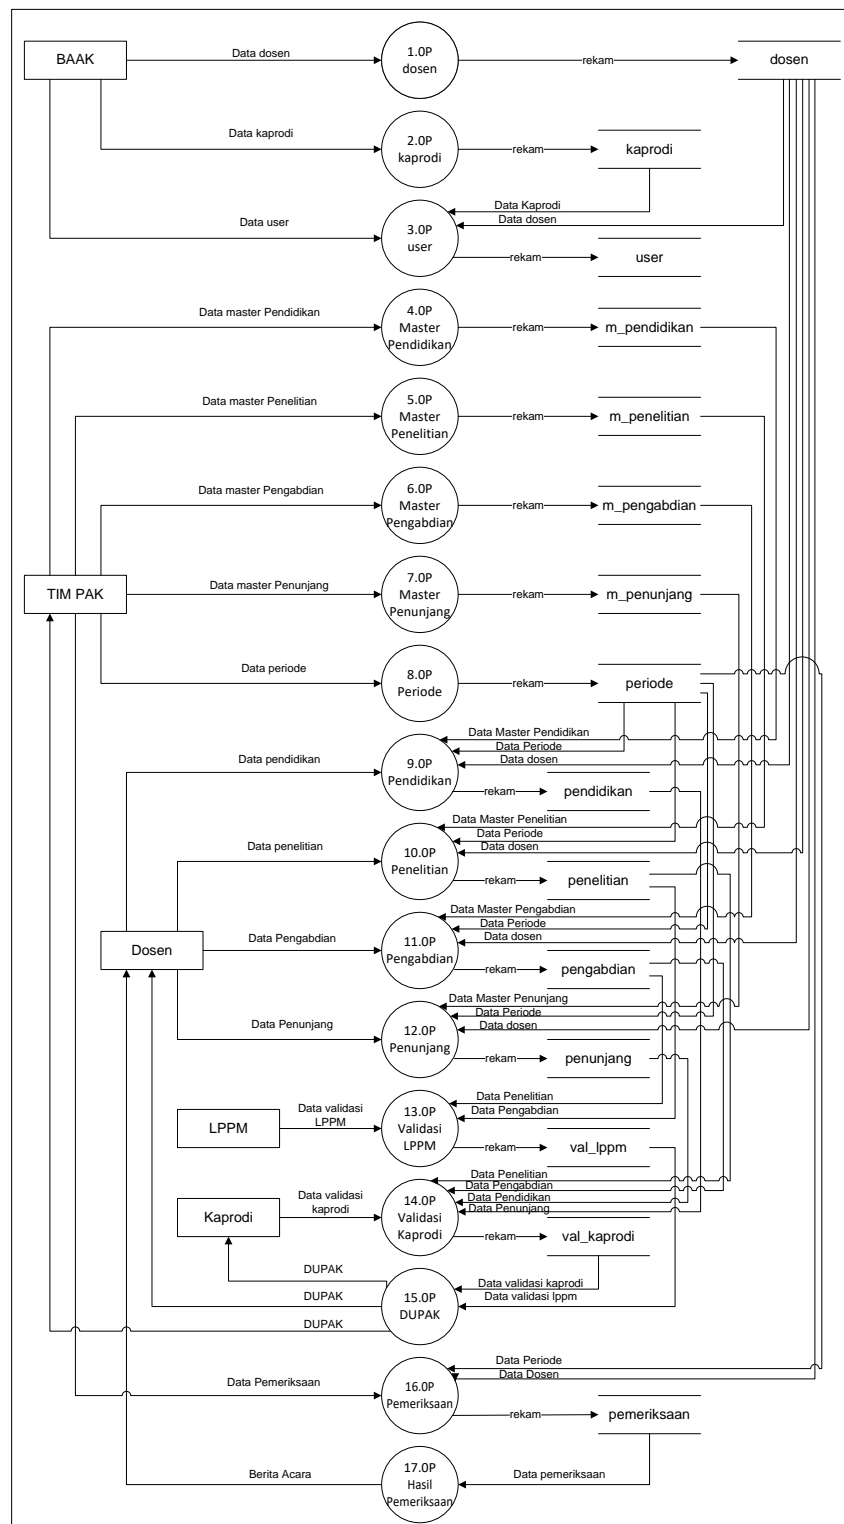 BAAK
Data dosen
1.0P
dosen
rekam
dosen
Data kaprodi
2.0P
kaprodi
rekam
kaprodi
Data Kaprodi
Data dosen
Data user
3.0P
user
rekam
user
Data master Pendidikan
4.0P
Master
Pendidikan
rekam
m_pendidikan
Data master Penelitian
5.0P
Master
Penelitian
rekam
m_penelitian
Data master Pengabdian
6.0P
Master
Pengabdian
rekam
m_pengabdian
TIM PAK
Data master Penunjang
7.0P
Master
Penunjang
rekam
m_penunjang
Data periode
8.0P
Periode
rekam
periode
Data Master Pendidikan
Data Periode
Data dosen
Data pendidikan
9.0P
Pendidikan
rekam
pendidikan
Data Master Penelitian
Data Periode
Data dosen
Data penelitian
10.0P
Penelitian
rekam
penelitian
Data Master Pengabdian
Data Periode
Data dosen
Dosen
Data Pengabdian
11.0P
Pengabdian
rekam
pengabdian
Data Master Penunjang
Data Periode
Data dosen
Data Penunjang
12.0P
Penunjang
rekam
penunjang
Data Penelitian
Data Pengabdian
LPPM
Data validasi
LPPM
13.0P
Validasi
LPPM
rekam
val_lppm
Data Penelitian
Data Pengabdian
Data Pendidikan
Data Penunjang
Kaprodi
Data validasi
kaprodi
14.0P
Validasi
Kaprodi
rekam
val_kaprodi
DUPAK
DUPAK
DUPAK
15.0P
DUPAK
Data validasi kaprodi
Data validasi lppm
Data Periode
Data Dosen
Data Pemeriksaan
16.0P
Pemeriksaan
rekam
pemeriksaan
Berita Acara
17.0P
Hasil
Pemeriksaan
Data pemeriksaan